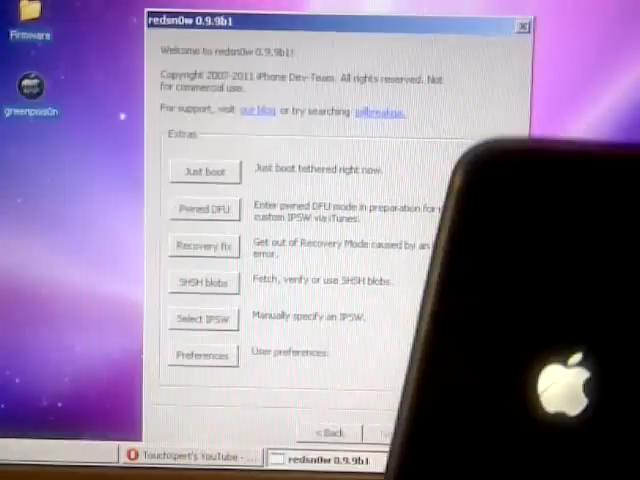 Firmware
greenpois0n
redsn0w 0.9.9b1
Welcome to redsn0w 0.9.9b1!
Copyright 2007-2011 iPhone Dev-Team. All rights reserved. Not
for commercial use.
For support, visit our blog or try searching jailbreakqa.
Extras
Just boot
Just boot tethered right now.
Pwned DFU
Enter pwned DFU mode in preparation for
custom IPSW via iTunes.
Recovery fix
Get out of Recovery Mode caused by an
error.
SHSH blobs
Fetch, verify or use SHSH blobs.
Select IPSW
Manually specify an IPSW.
Preferences
User preferences.
< Back
TouchXpert's YouTube - ...
redsn0w 0.9.9b1